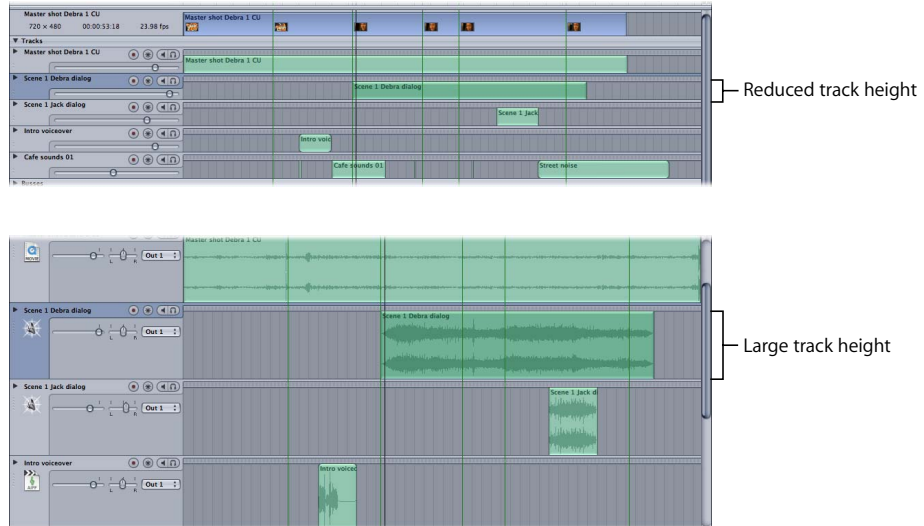 Master shot Debra 1 CU
720 × 480 00:00:53:18 23.98 fps
Master shot Debra 1 CU
Tracks
Master shot Debra 1 CU
Master shot Debra 1 CU
Scene 1 Debra dialog
Scene 1 Debra dialog
Reduced track height
Scene 1 Jack dialog
Scene 1 Jack
Intro voiceover
Intro voic
Cafe sounds 01
Cafe sounds 01
Street noise
Busses
Master shot Debra 1 CU
MOVIE
L R
Out 1
Scene 1 Debra dialog
Scene 1 Debra dialog
L R
Out 1
Large track height
Scene 1 Jack dialog
Scene 1 Jack d
L R
Out 1
Intro voiceover
Intro voiceo
AIFF
L R
Out 1